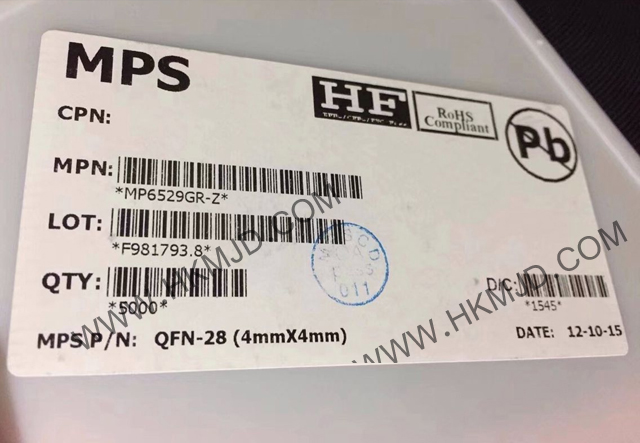 MPS
HF
RoHS
Compliant
Pb
CPN:
MPN:
*MP6529GR-Z*
LOT:
*F981793.8*
QTY:
*5000*
D/C:
*1545*
MPS P/N: QFN-28 (4mmX4mm)
DATE: 12-10-15
011
WWW.HKMJD.COM
WWW.HKMJD.COM